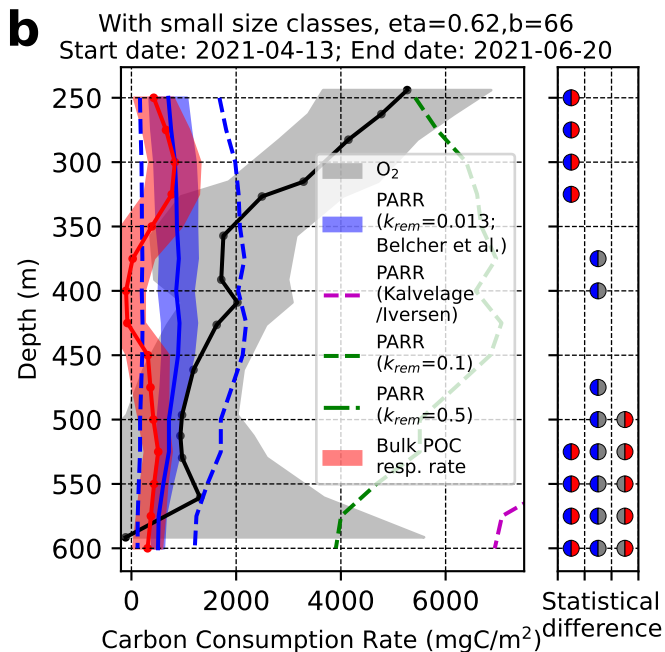 b
With small size classes, eta=0.62,b=66
Start date: 2021-04-13; End date: 2021-06-20
Depth (m)
250
300
350
400
450
500
550
600
O₂
PARR
(k_rem=0.013;
Belcher et al.)
PARR
(Kalvelage
/Iversen)
PARR
(k_rem=0.1)
PARR
(k_rem=0.5)
Bulk POC
resp. rate
0 2000 4000 6000
Carbon Consumption Rate (mgC/m²)
Statistical
difference